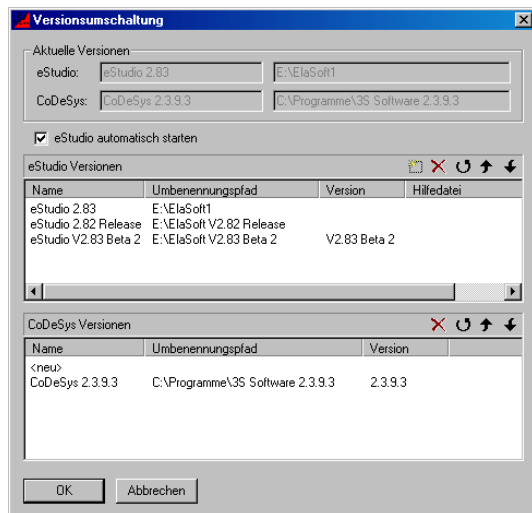 Versionsumschaltung
Aktuelle Versionen
eStudio: eStudio 2.83 E:\ElaSoft1
CoDeSys: CoDeSys 2.3.9.3 C:\Programme\3S Software 2.3.9.3
eStudio automatisch starten
eStudio Versionen
Name Umbenennungspfad Version Hilfedatei
eStudio 2.83 E:\ElaSoft1
eStudio 2.82 Release E:\ElaSoft V2.82 Release
eStudio V2.83 Beta 2 E:\ElaSoft V2.83 Beta 2 V2.83 Beta 2
CoDeSys Versionen
Name Umbenennungspfad Version
<neu>
CoDeSys 2.3.9.3 C:\Programme\3S Software 2.3.9.3 2.3.9.3
OK Abbrechen